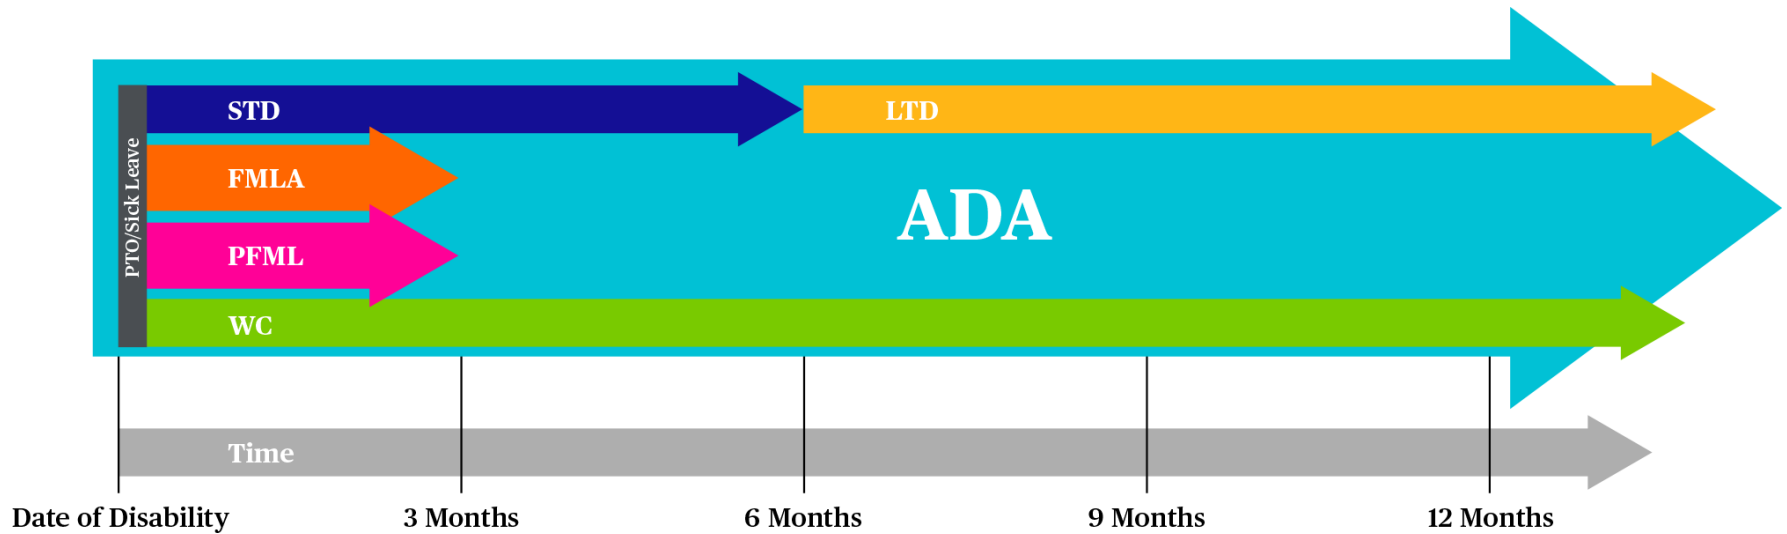 STD
LTD
PTO/Sick Leave
FMLA
ADA
PFML
WC
Time
Date of Disability
3 Months
6 Months
9 Months
12 Months